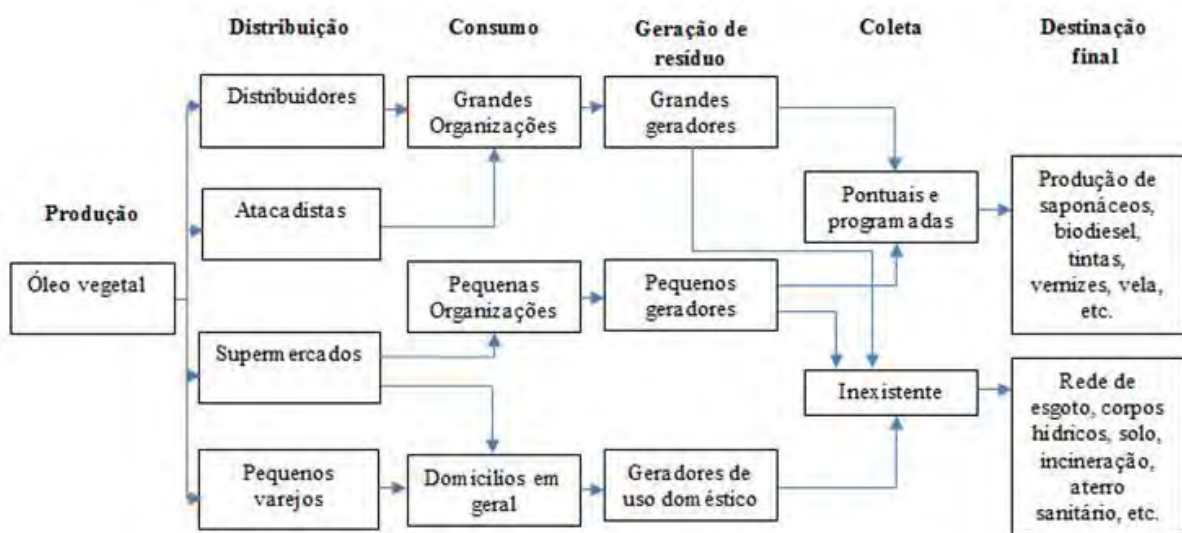 Distribuição
Consumo
Geração de
resíduo
Coleta
Destinação
final
Produção
Óleo vegetal
Distribuidores
Atacadistas
Supermercados
Pequenos
varejos
Grandes
Organizações
Pequenas
Organizações
Domicílios em
geral
Grandes
geradores
Pequenos
geradores
Geradores de
uso doméstico
Pontuais e
programadas
Inexistente
Produção de
saponáceos,
biodiesel,
tintas,
vernizes, vela,
etc.
Rede de
esgoto, corpos
hídricos, solo,
incineração,
aterro
sanitário, etc.